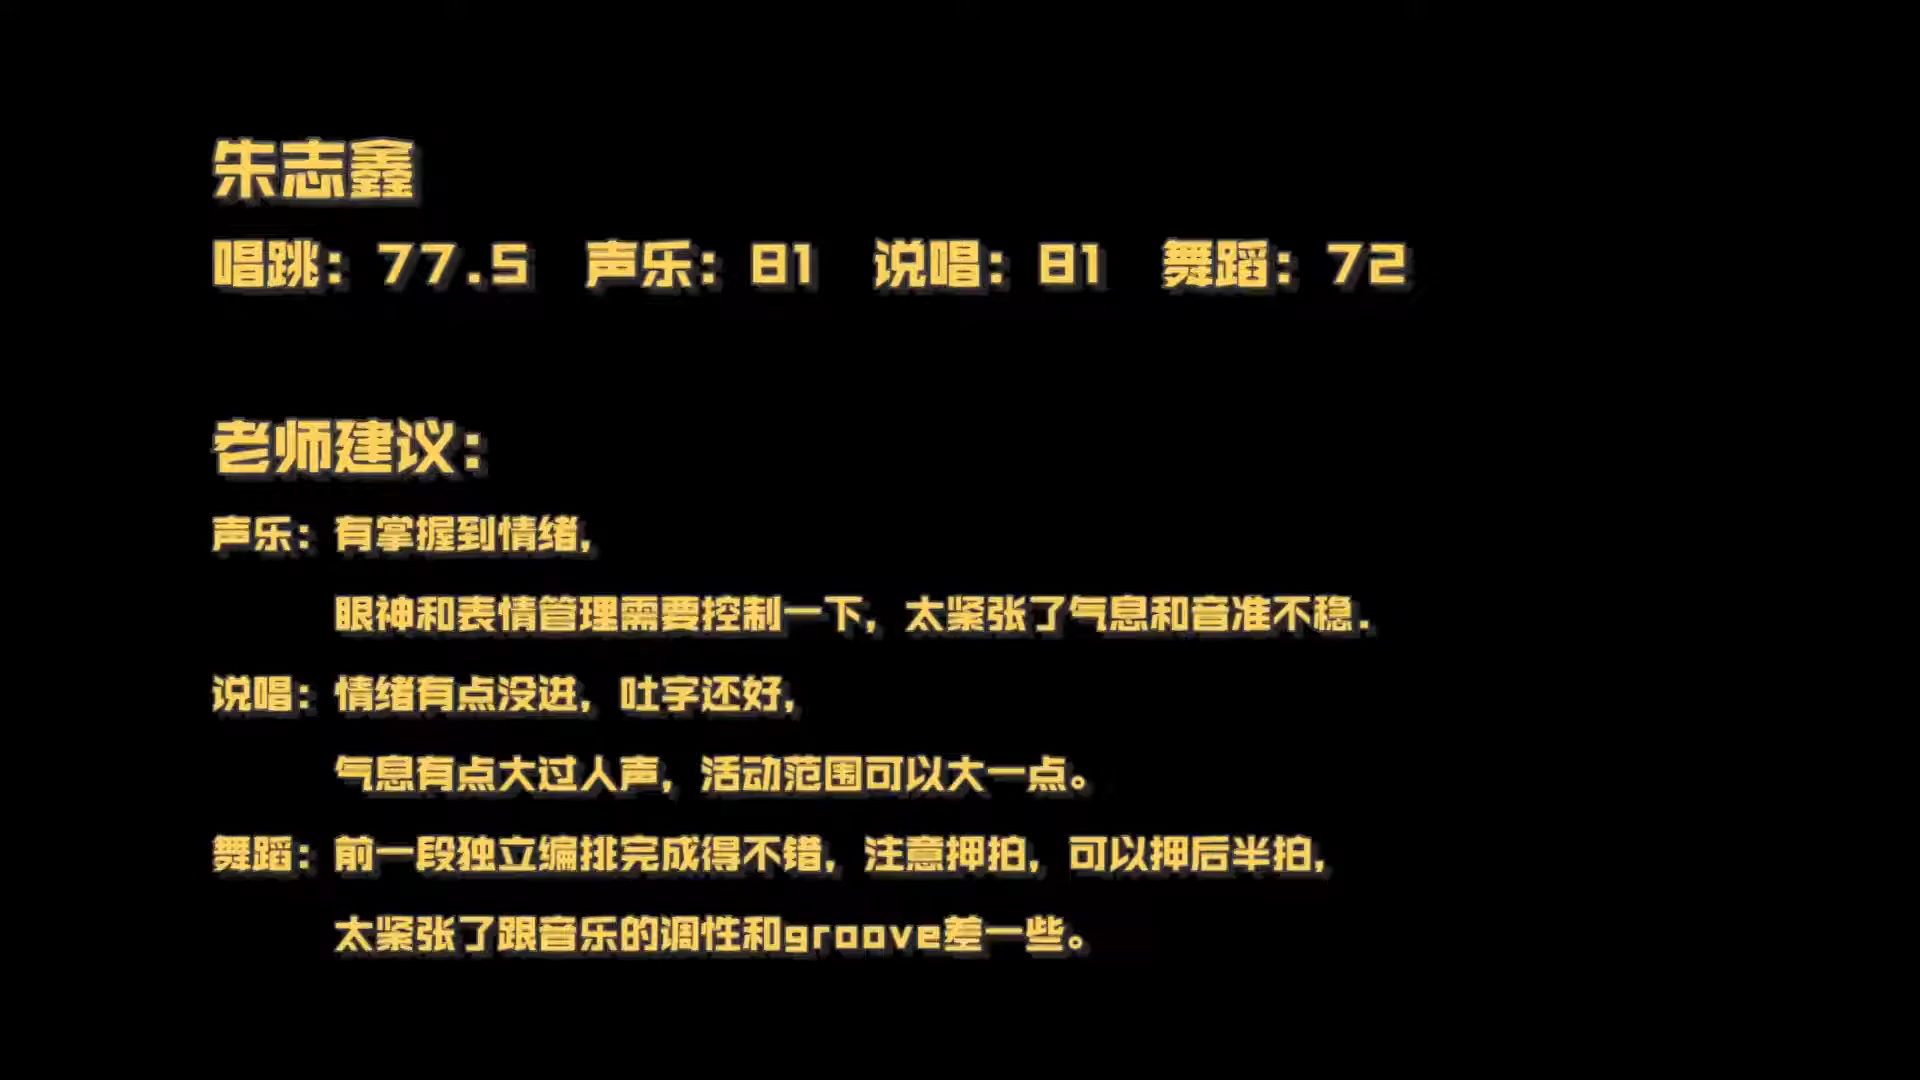 朱志鑫
唱跳：77.5 声乐：81 说唱：81 舞蹈：72
老师建议：
声乐：有掌握到情绪，
眼神和表情管理需要控制一下，太紧张了气息和音准不稳.
说唱：情绪有点没进，吐字还好，
气息有点大过人声，活动范围可以大一点。
舞蹈：前一段独立编排完成得不错，注意押拍，可以押后半拍，
太紧张了跟音乐的调性和groove差一些。